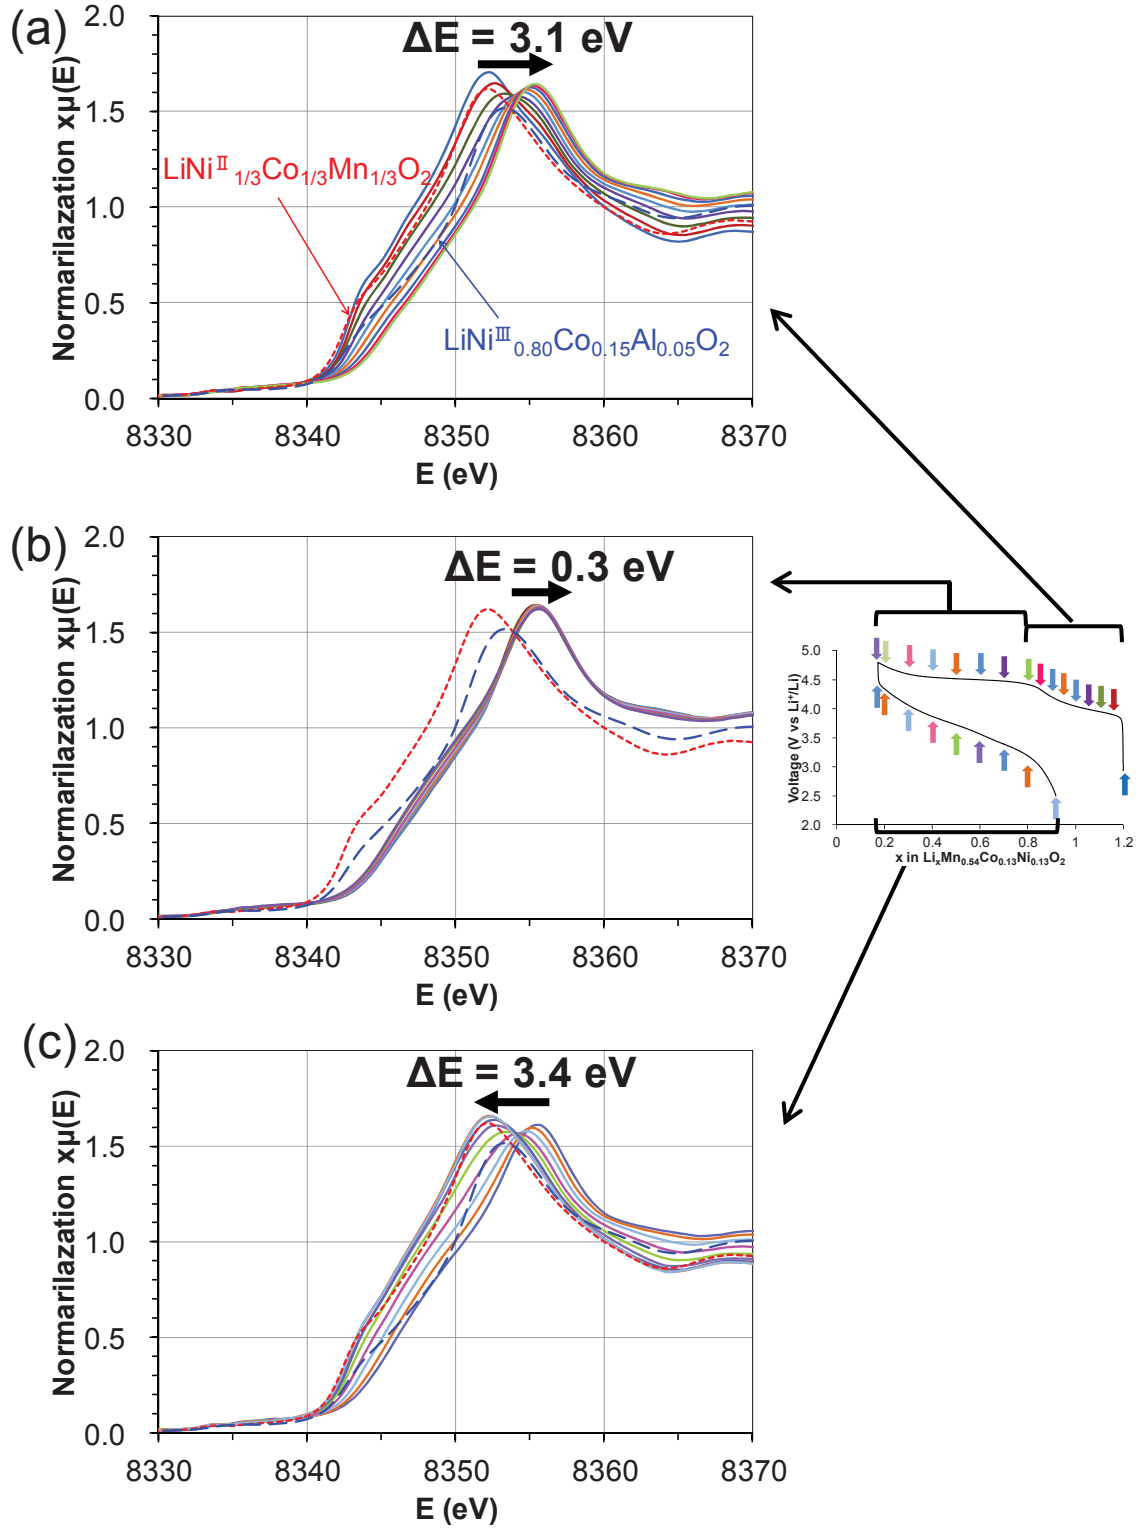 (a)
ΔE = 3.1 eV
2.0
1.5
1.0
0.5
0.0
Normarilazation xμ(E)
LiNiᴵᴵ1/3Co1/3Mn1/3O2
LiNiᴵᴵᴵ0.80Co0.15Al0.05O2
8330 8340 8350 8360 8370
E (eV)
(b)
ΔE = 0.3 eV
2.0
1.5
1.0
0.5
0.0
Normarilazation xμ(E)
8330 8340 8350 8360 8370
E (eV)
5.0
4.5
4.0
3.5
3.0
2.5
2.0
Voltage (V vs Li⁺/Li)
0 0.2 0.4 0.6 0.8 1 1.2
x in LixMn0.54Co0.13Ni0.13O2
(c)
ΔE = 3.4 eV
2.0
1.5
1.0
0.5
0.0
Normarilazation xμ(E)
8330 8340 8350 8360 8370
E (eV)